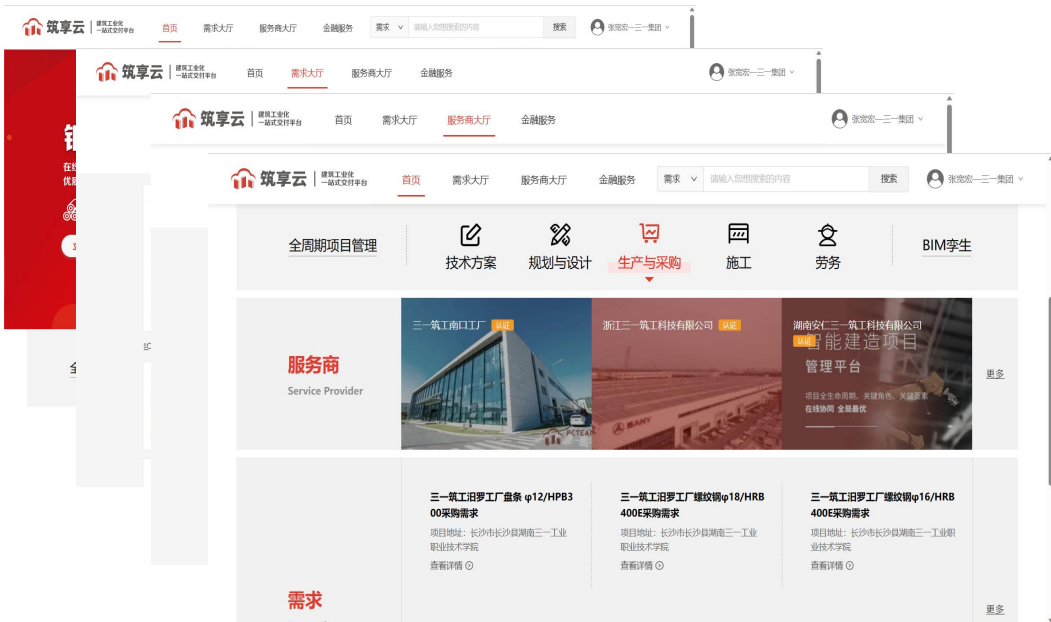 筑享云 建筑工业化 一站式交付平台 首页 需求大厅 服务商大厅 金融服务 需求 请输入您想搜索的内容 搜索 张宽宏—三一集团
筑享云 建筑工业化 一站式交付平台 首页 需求大厅 服务商大厅 金融服务 张宽宏—三一集团
筑享云 建筑工业化 一站式交付平台 首页 需求大厅 服务商大厅 金融服务 张宽宏—三一集团
筑享云 建筑工业化 一站式交付平台 首页 需求大厅 服务商大厅 金融服务 需求 请输入您想搜索的内容 搜索 张宽宏—三一集团
全周期项目管理 技术方案 规划与设计 生产与采购 施工 劳务 BIM孪生
服务商
Service Provider
三一筑工南口工厂 认证
浙江三一筑工科技有限公司 认证
SANY
湖南安仁三一筑工科技有限公司
认证
智能建造项目
管理平台
项目全生命周期、关键角色、关键要素
在线协同 全局最优
更多
需求
三一筑工汨罗工厂盘条 φ12/HPB3
00采购需求
项目地址：长沙市长沙县湖南三一工业
职业技术学院
查看详情
三一筑工汨罗工厂螺纹钢φ18/HRB
400E采购需求
项目地址：长沙市长沙县湖南三一工业
职业技术学院
查看详情
三一筑工汨罗工厂螺纹钢φ16/HRB
400E采购需求
项目地址：长沙市长沙县湖南三一工业职
业技术学院
查看详情
更多